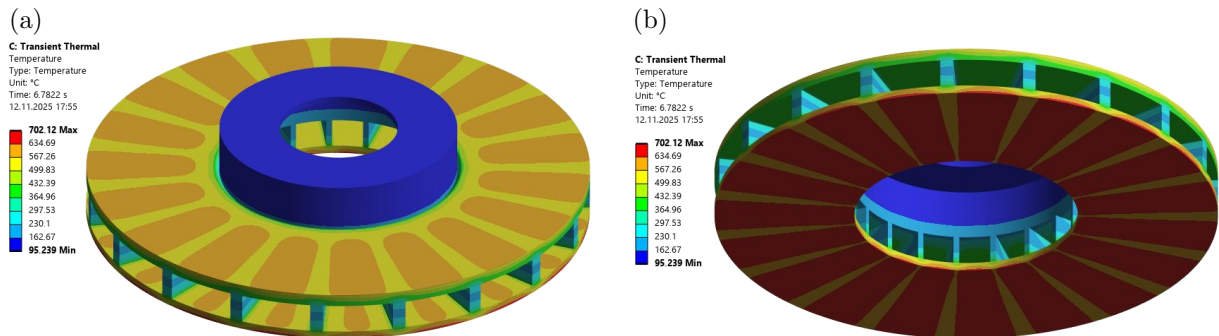 (a)
C: Transient Thermal
Temperature
Type: Temperature
Unit: °C
Time: 6.7822 s
12.11.2025 17:55
702.12 Max
634.69
567.26
499.83
432.39
364.96
297.53
230.1
162.67
95.239 Min
(b)
C: Transient Thermal
Temperature
Type: Temperature
Unit: °C
Time: 6.7822 s
12.11.2025 17:55
702.12 Max
634.69
567.26
499.83
432.39
364.96
297.53
230.1
162.67
95.239 Min